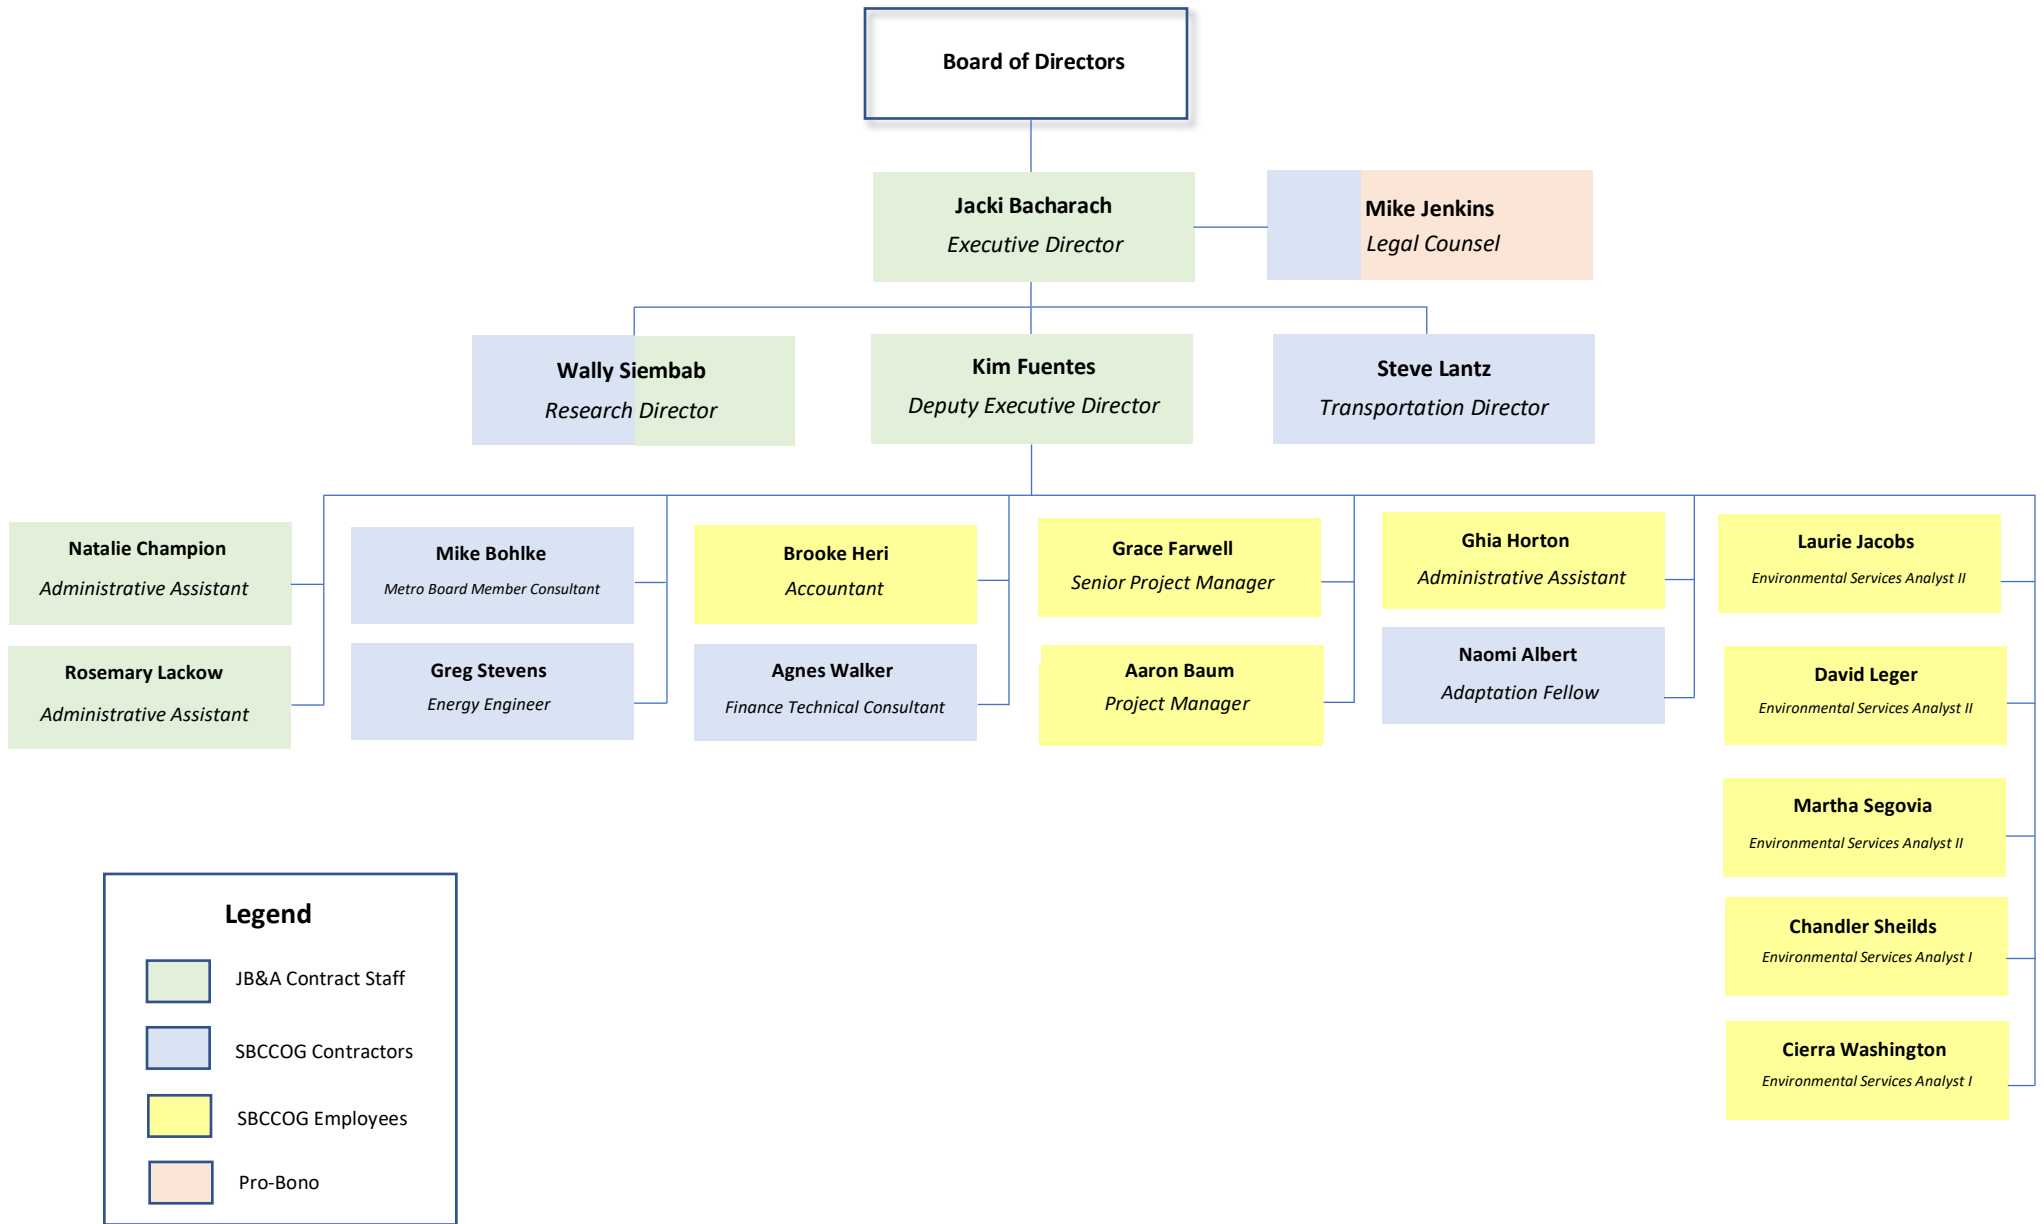 Board of Directors
Jacki Bacharach
Executive Director
Mike Jenkins
Legal Counsel
Wally Siembab
Research Director
Kim Fuentes
Deputy Executive Director
Steve Lantz
Transportation Director
Natalie Champion
Administrative Assistant
Rosemary Lackow
Administrative Assistant
Mike Bohlke
Metro Board Member Consultant
Greg Stevens
Energy Engineer
Brooke Heri
Accountant
Agnes Walker
Finance Technical Consultant
Grace Farwell
Senior Project Manager
Aaron Baum
Project Manager
Ghia Horton
Administrative Assistant
Naomi Albert
Adaptation Fellow
Laurie Jacobs
Environmental Services Analyst II
David Leger
Environmental Services Analyst II
Martha Segovia
Environmental Services Analyst II
Chandler Sheilds
Environmental Services Analyst I
Cierra Washington
Environmental Services Analyst I
Legend
JB&A Contract Staff
SBCCOG Contractors
SBCCOG Employees
Pro-Bono